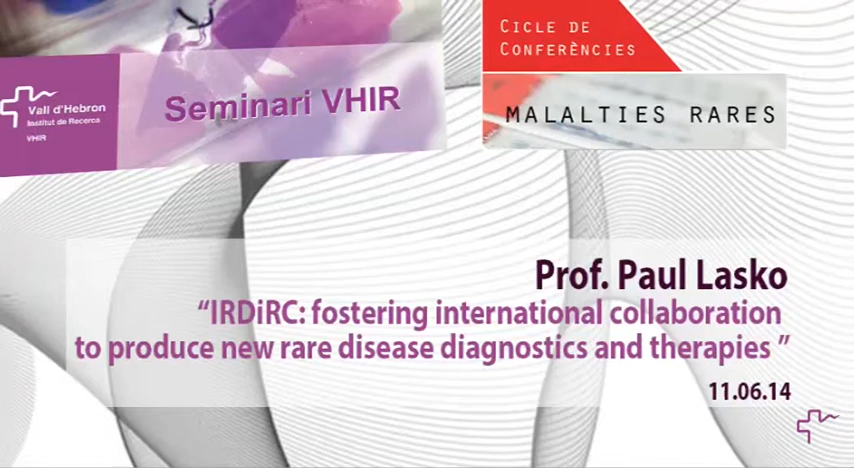 Vall d'Hebron
Institut de Recerca
VHIR
Seminari VHIR
CICLE DE
CONFERÈNCIES
MALALTIES RARES
Prof. Paul Lasko
“IRDiRC: fostering international collaboration
to produce new rare disease diagnostics and therapies ”
11.06.14